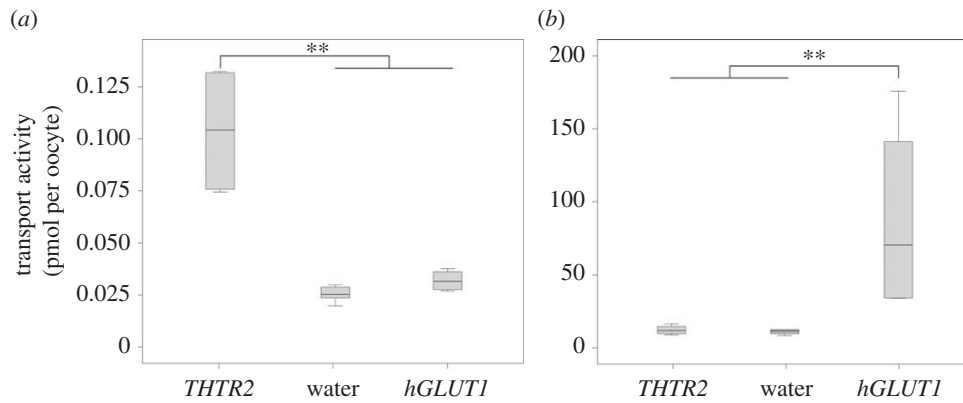 (a)
**
0.125
0.100
0.075
0.050
0.025
0
transport activity
(pmol per oocyte)
THTR2 water hGLUT1
(b)
**
200
150
100
50
0
THTR2 water hGLUT1